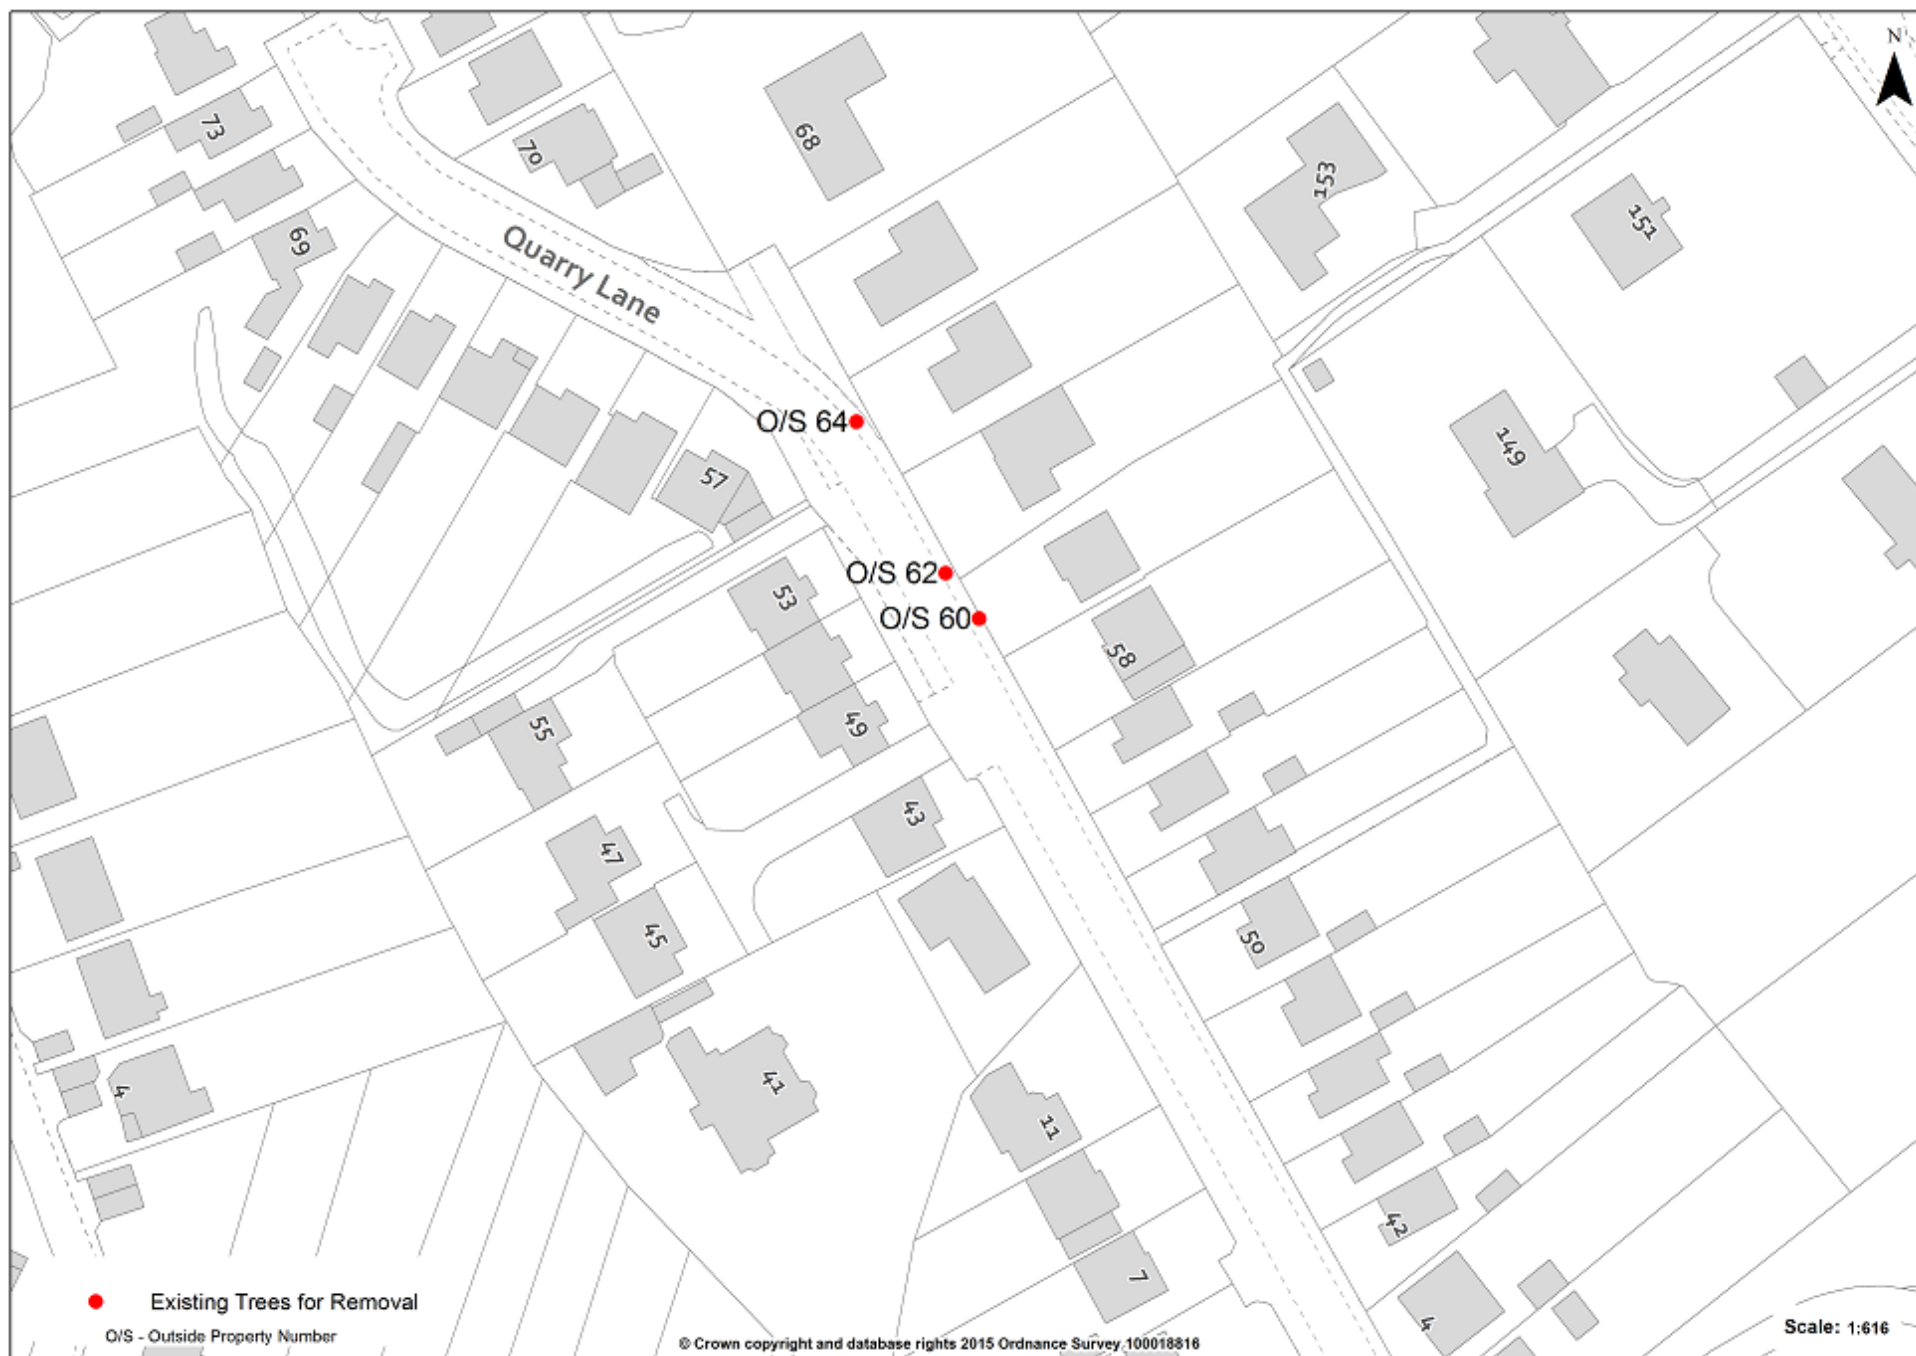 N
73
70
68
153
151
69
Quarry Lane
O/S 64
149
57
O/S 62
53
O/S 60
58
55
49
43
47
45
50
41
4
11
42
7
4
Existing Trees for Removal
O/S - Outside Property Number
© Crown copyright and database rights 2015 Ordnance Survey 100018816
Scale: 1:616